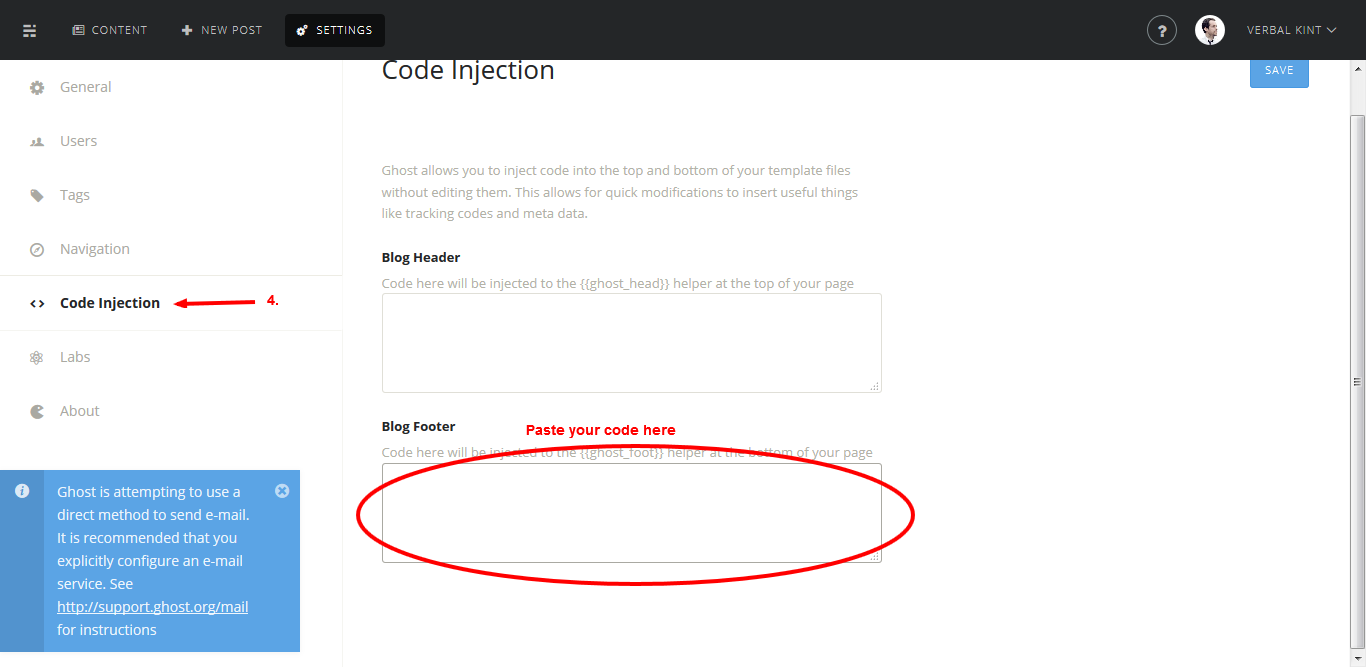 CONTENT
NEW POST
SETTINGS
?
VERBAL KINT
General
Users
Tags
Navigation
Code Injection
4.
Labs
About
Ghost is attempting to use a
direct method to send e-mail.
It is recommended that you
explicitly configure an e-mail
service. See
http://support.ghost.org/mail
for instructions
Code Injection
SAVE
Ghost allows you to inject code into the top and bottom of your template files
without editing them. This allows for quick modifications to insert useful things
like tracking codes and meta data.
Blog Header
Code here will be injected to the {{ghost_head}} helper at the top of your page
Blog Footer
Paste your code here
Code here will be injected to the {{ghost_foot}} helper at the bottom of your page